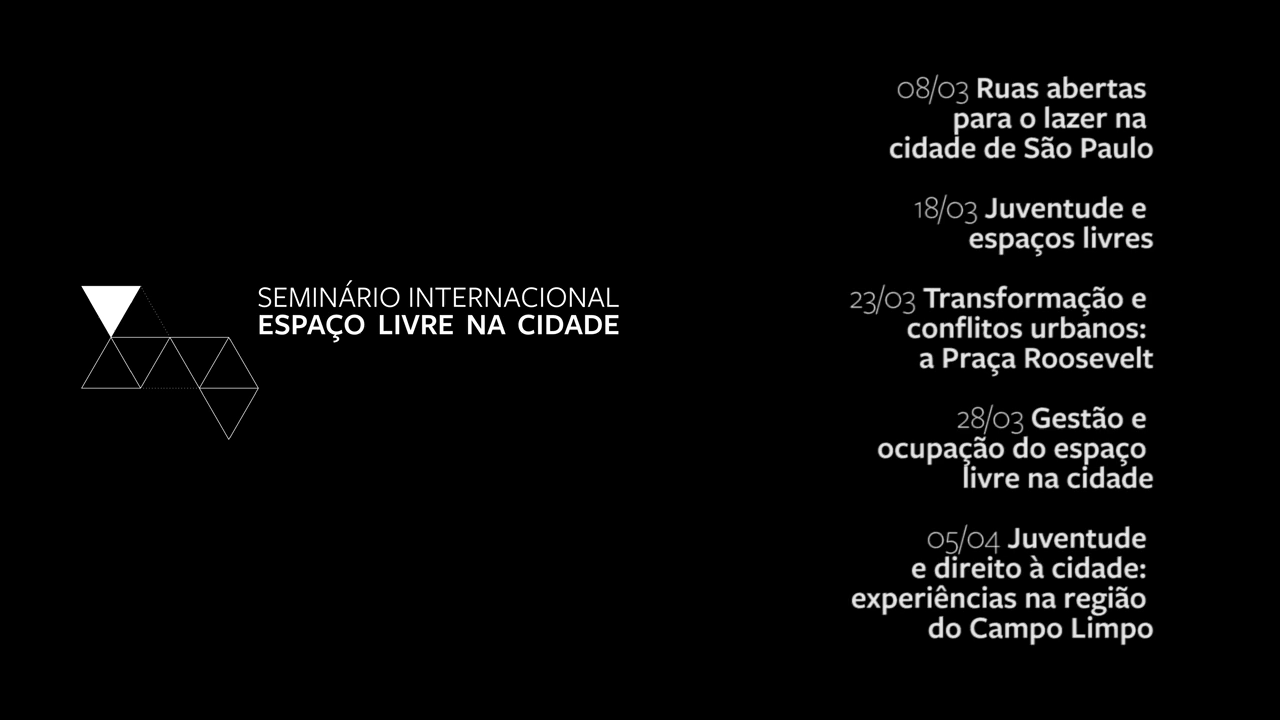 SEMINÁRIO INTERNACIONAL
ESPAÇO LIVRE NA CIDADE
08/03 Ruas abertas
para o lazer na
cidade de São Paulo
18/03 Juventude e
espaços livres
23/03 Transformação e
conflitos urbanos:
a Praça Roosevelt
28/03 Gestão e
ocupação do espaço
livre na cidade
05/04 Juventude
e direito à cidade:
experiências na região
do Campo Limpo